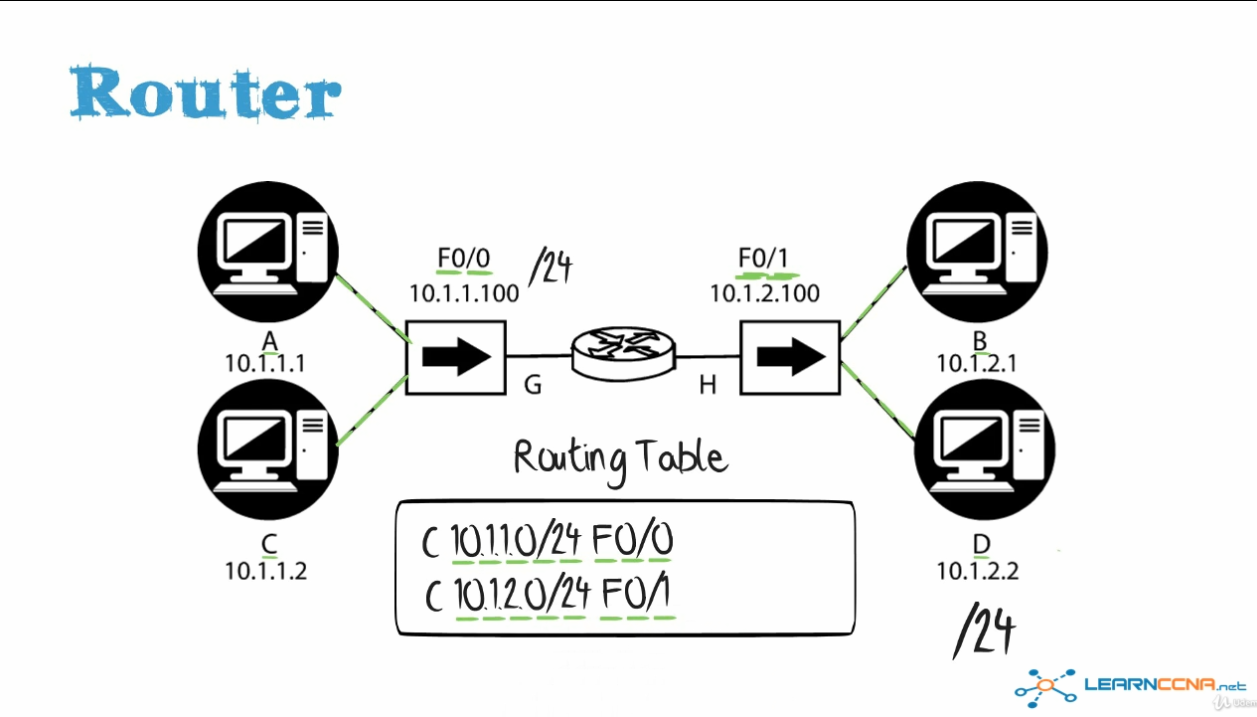 Router
F0/0
10.1.1.100
/24
F0/1
10.1.2.100
A
10.1.1.1
B
10.1.2.1
G
H
Routing Table
C 10.1.1.0/24 F0/0
C 10.1.2.0/24 F0/1
C
10.1.1.2
D
10.1.2.2
/24
LEARNCCNA.net